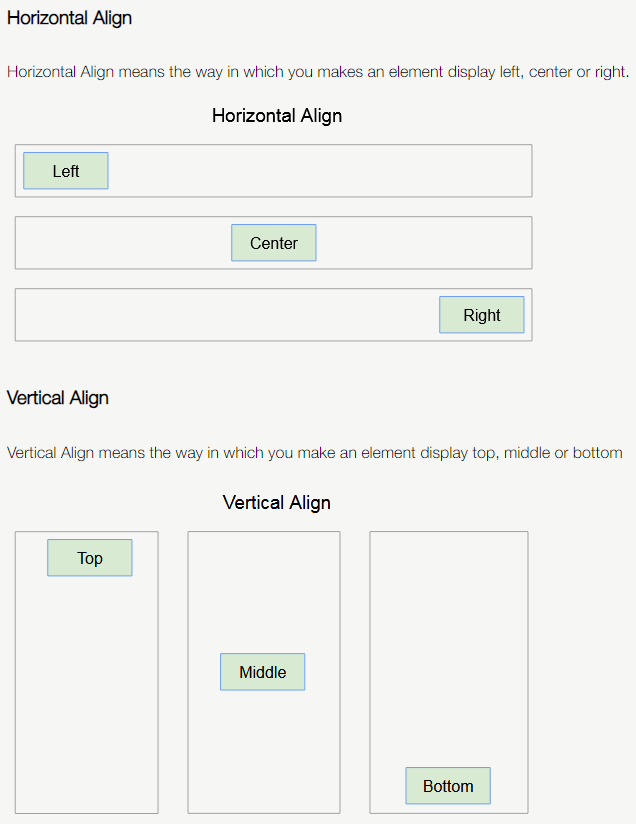 Horizontal Align
Horizontal Align means the way in which you makes an element display left, center or right.
Horizontal Align
Left
Center
Right
Vertical Align
Vertical Align means the way in which you make an element display top, middle or bottom
Vertical Align
Top
Middle
Bottom